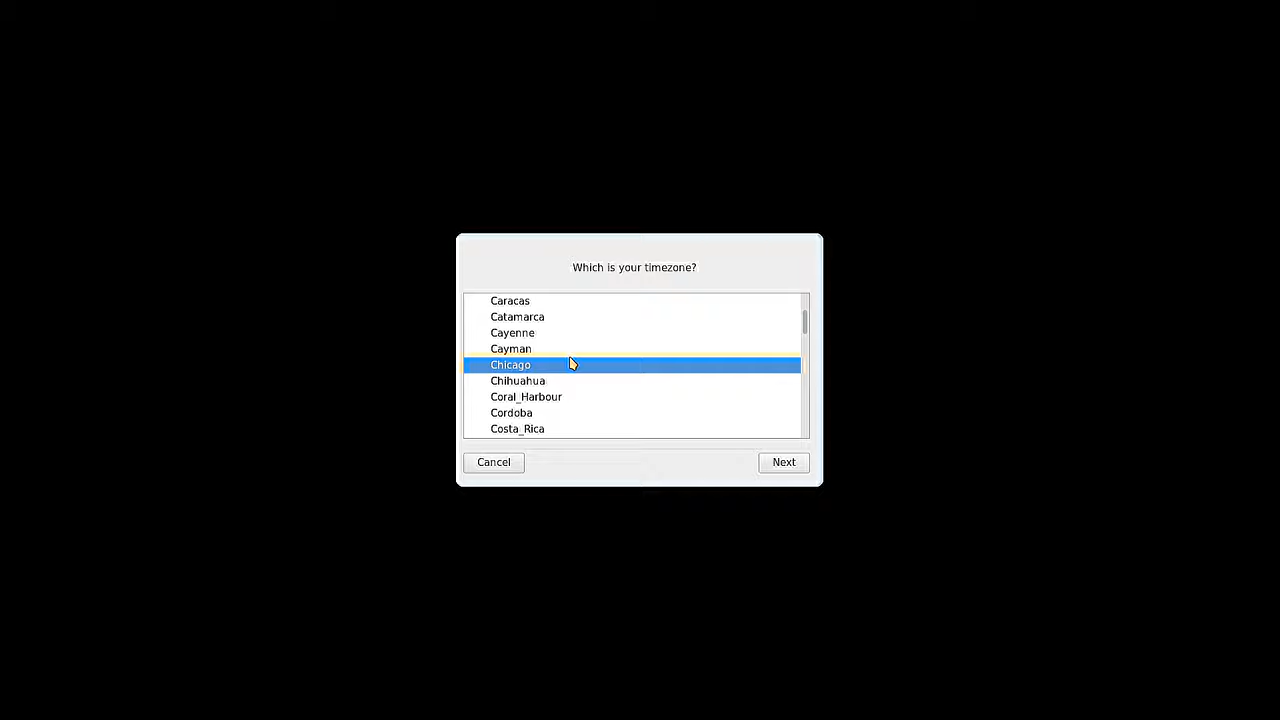 Which is your timezone?
Caracas
Catamarca
Cayenne
Cayman
Chicago
Chihuahua
Coral_Harbour
Cordoba
Costa_Rica
Cancel
Next